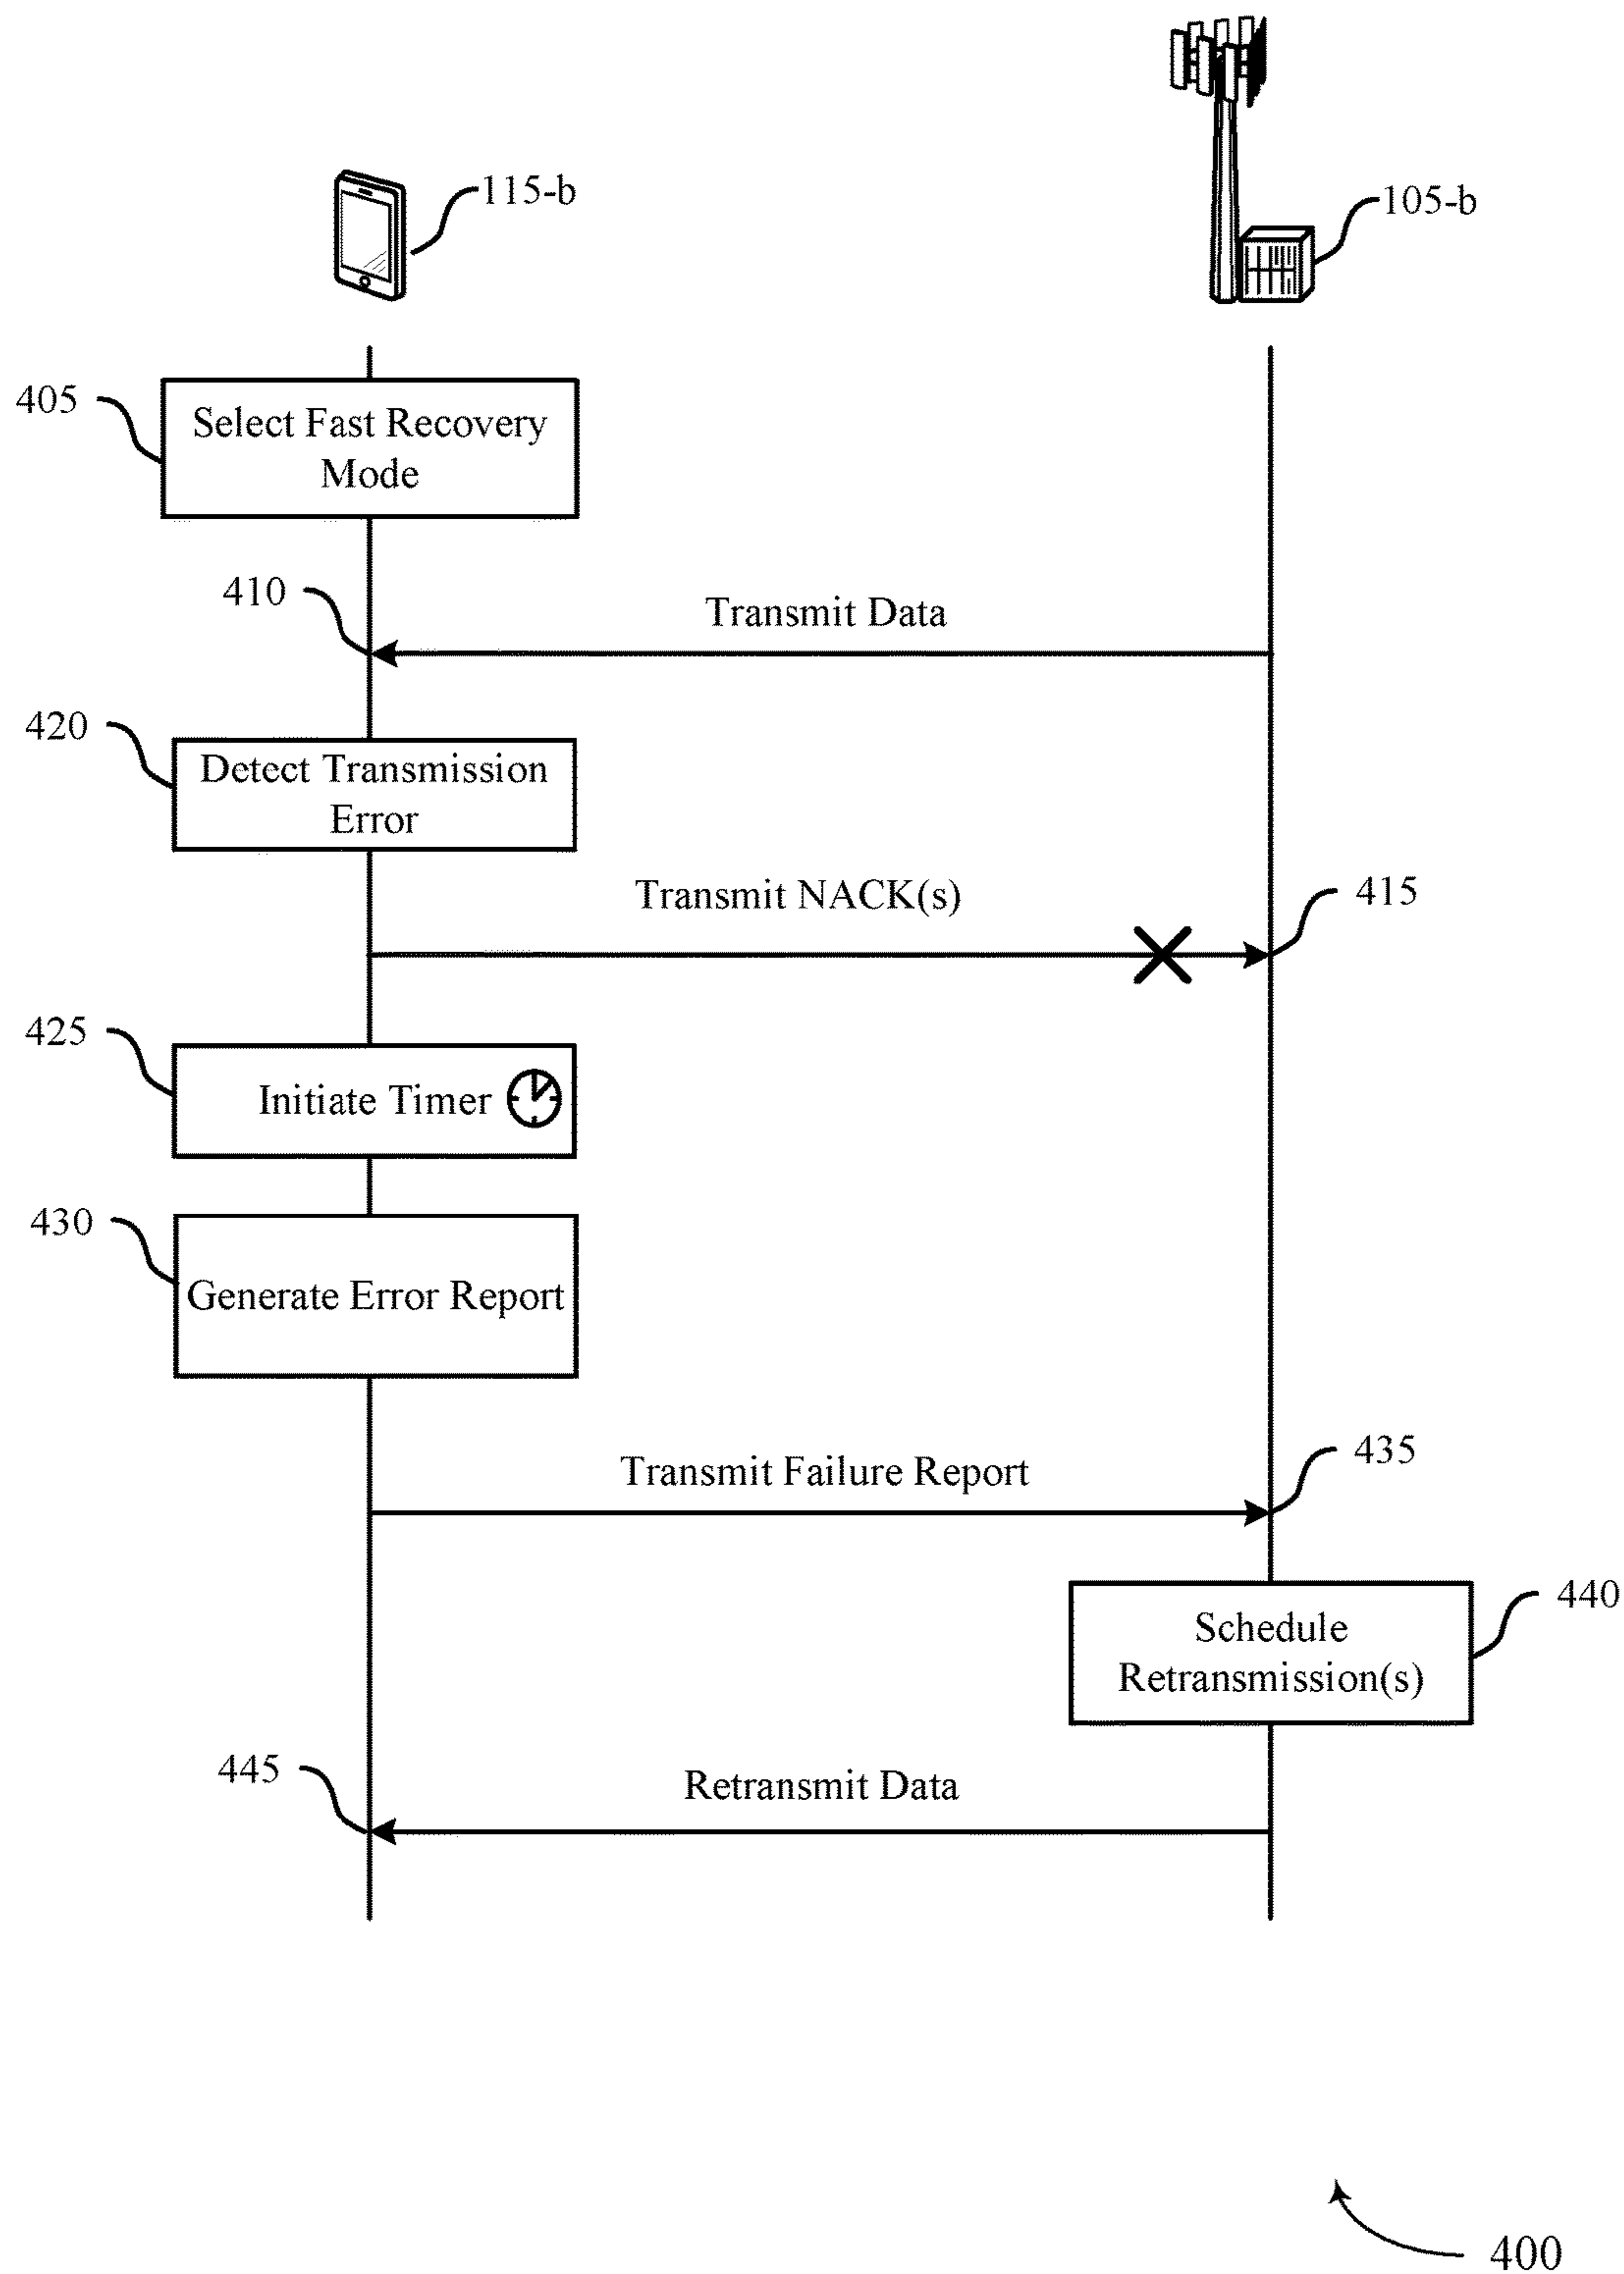 115-b
105-b
405
Select Fast Recovery
Mode
410
Transmit Data
420
Detect Transmission
Error
Transmit NACK(s)
415
425
Initiate Timer
430
Generate Error Report
Transmit Failure Report
435
Schedule
Retransmission(s)
440
445
Retransmit Data
400